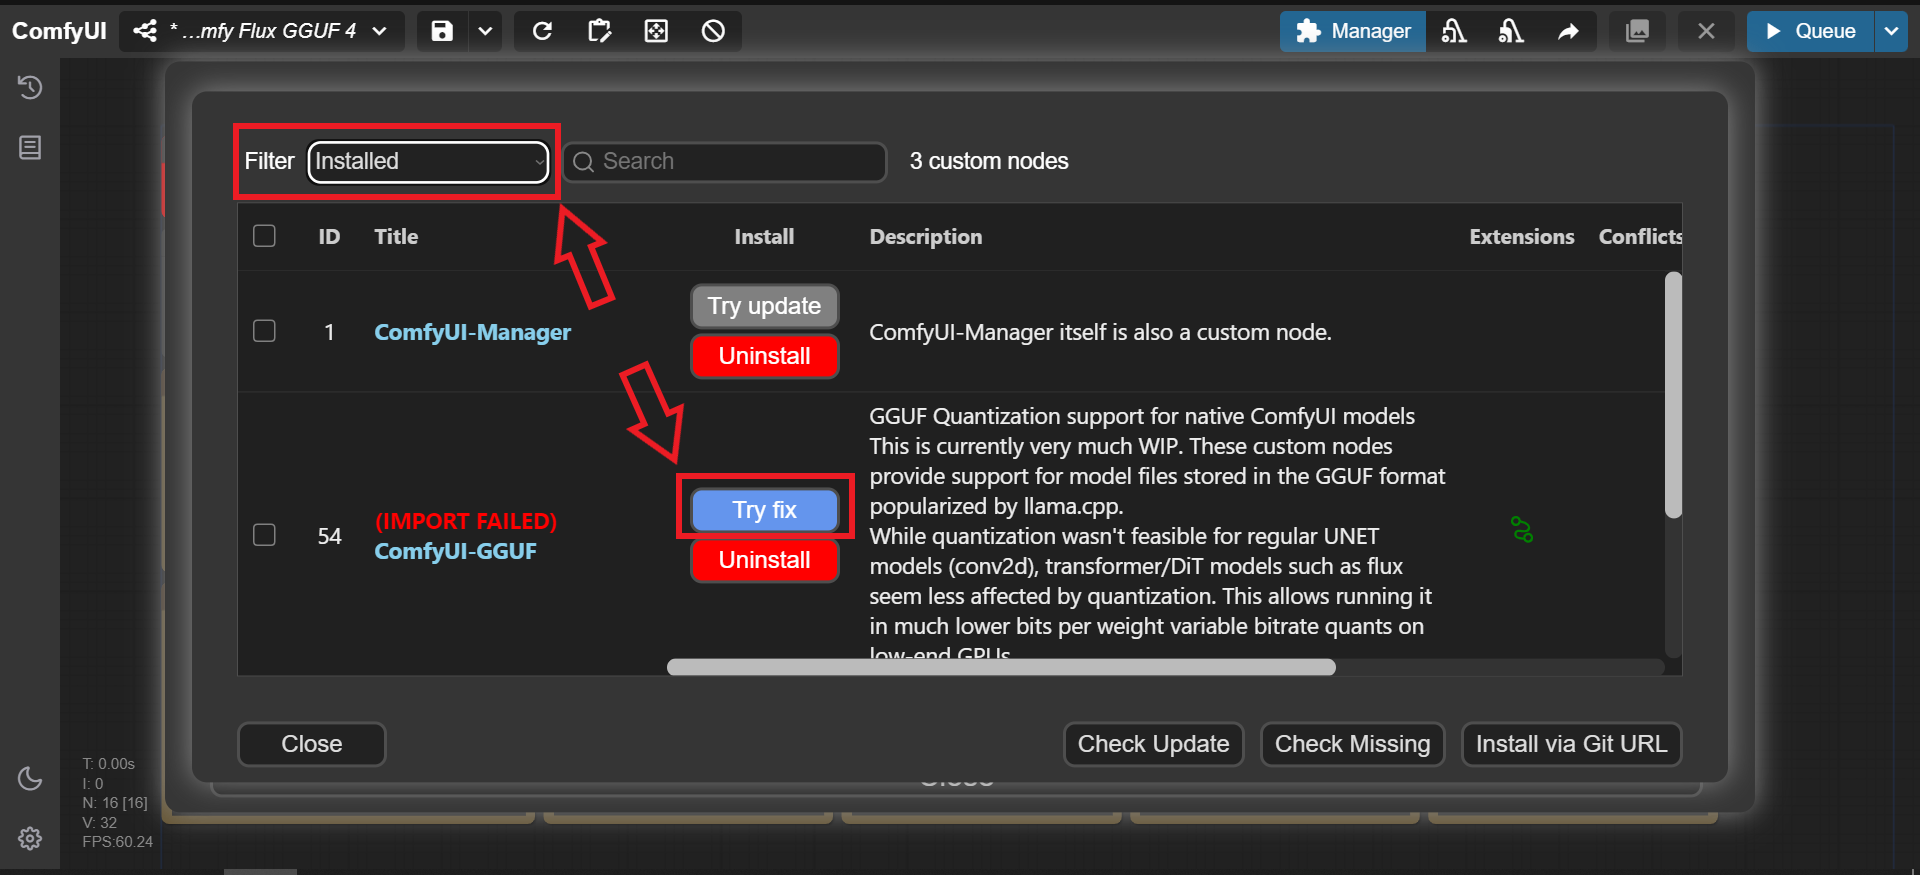 ComfyUI
* ...mfy Flux GGUF 4
Manager
Queue
Filter
Installed
Search
3 custom nodes
ID
Title
Install
Description
Extensions
Conflicts
1
ComfyUI-Manager
Try update
Uninstall
ComfyUI-Manager itself is also a custom node.
54
(IMPORT FAILED)
ComfyUI-GGUF
Try fix
Uninstall
GGUF Quantization support for native ComfyUI models
This is currently very much WIP. These custom nodes
provide support for model files stored in the GGUF format
popularized by llama.cpp.
While quantization wasn't feasible for regular UNET
models (conv2d), transformer/DiT models such as flux
seem less affected by quantization. This allows running it
in much lower bits per weight variable bitrate quants on
low-end GPUs
Close
Check Update
Check Missing
Install via Git URL
Close
T: 0.00s
I: 0
N: 16 [16]
V: 32
FPS:60.24